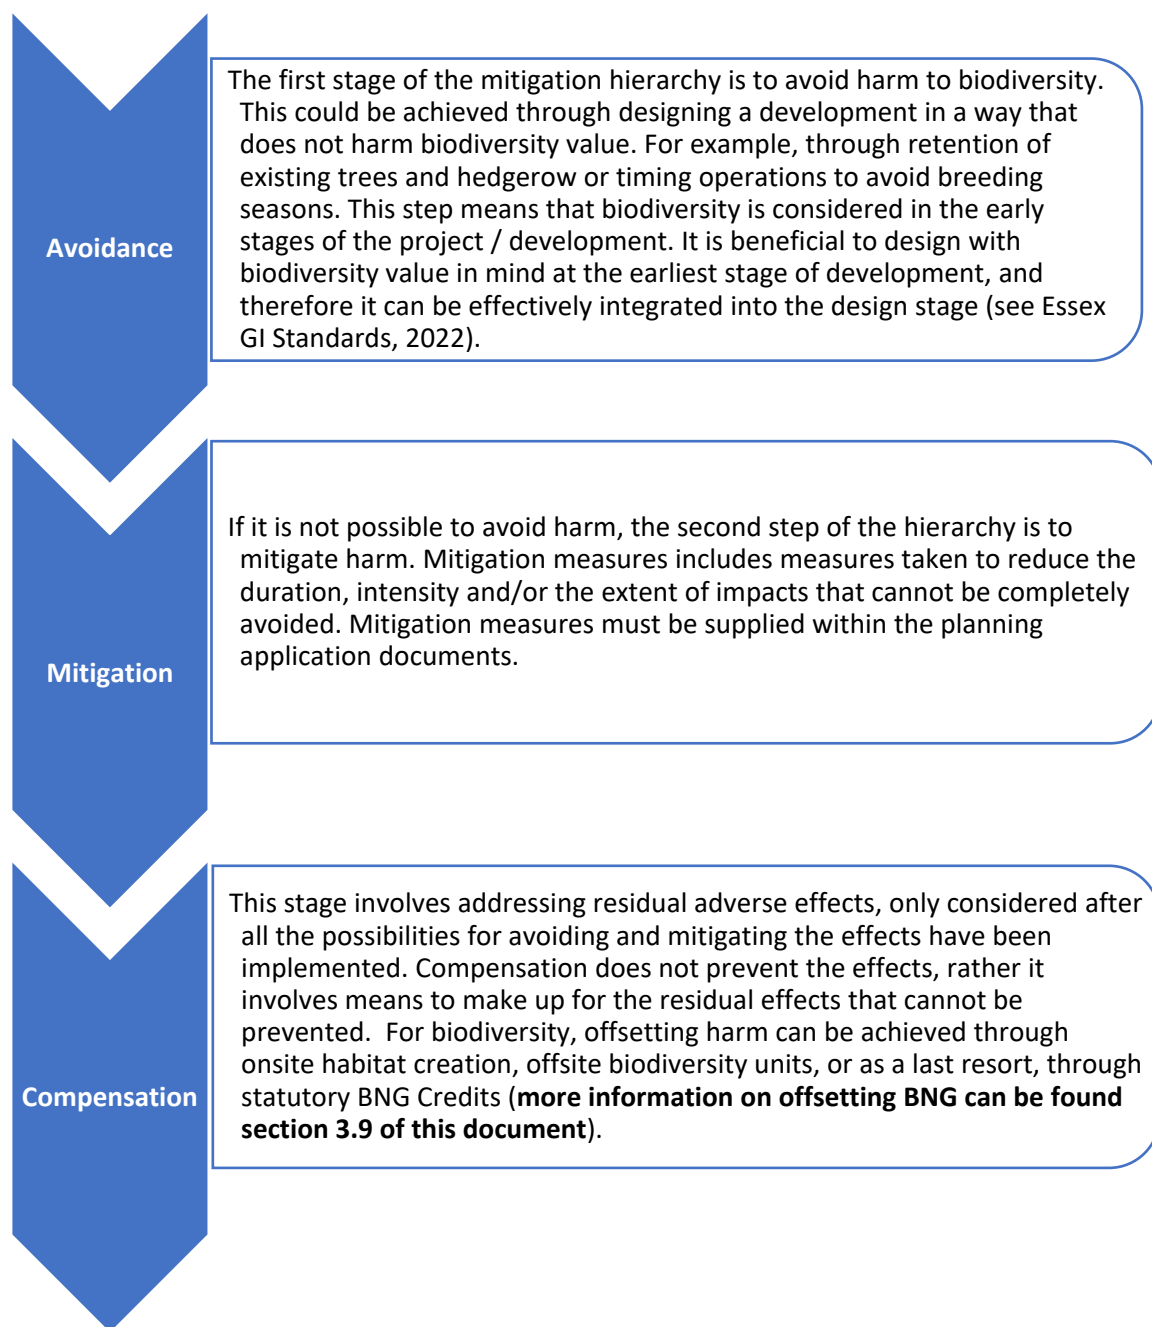 Avoidance
The first stage of the mitigation hierarchy is to avoid harm to biodiversity.
This could be achieved through designing a development in a way that
does not harm biodiversity value. For example, through retention of
existing trees and hedgerow or timing operations to avoid breeding
seasons. This step means that biodiversity is considered in the early
stages of the project / development. It is beneficial to design with
biodiversity value in mind at the earliest stage of development, and
therefore it can be effectively integrated into the design stage (see Essex
GI Standards, 2022).
Mitigation
If it is not possible to avoid harm, the second step of the hierarchy is to
mitigate harm. Mitigation measures includes measures taken to reduce the
duration, intensity and/or the extent of impacts that cannot be completely
avoided. Mitigation measures must be supplied within the planning
application documents.
Compensation
This stage involves addressing residual adverse effects, only considered after
all the possibilities for avoiding and mitigating the effects have been
implemented. Compensation does not prevent the effects, rather it
involves means to make up for the residual effects that cannot be
prevented.  For biodiversity, offsetting harm can be achieved through
onsite habitat creation, offsite biodiversity units, or as a last resort, through
statutory BNG Credits (more information on offsetting BNG can be found
section 3.9 of this document).